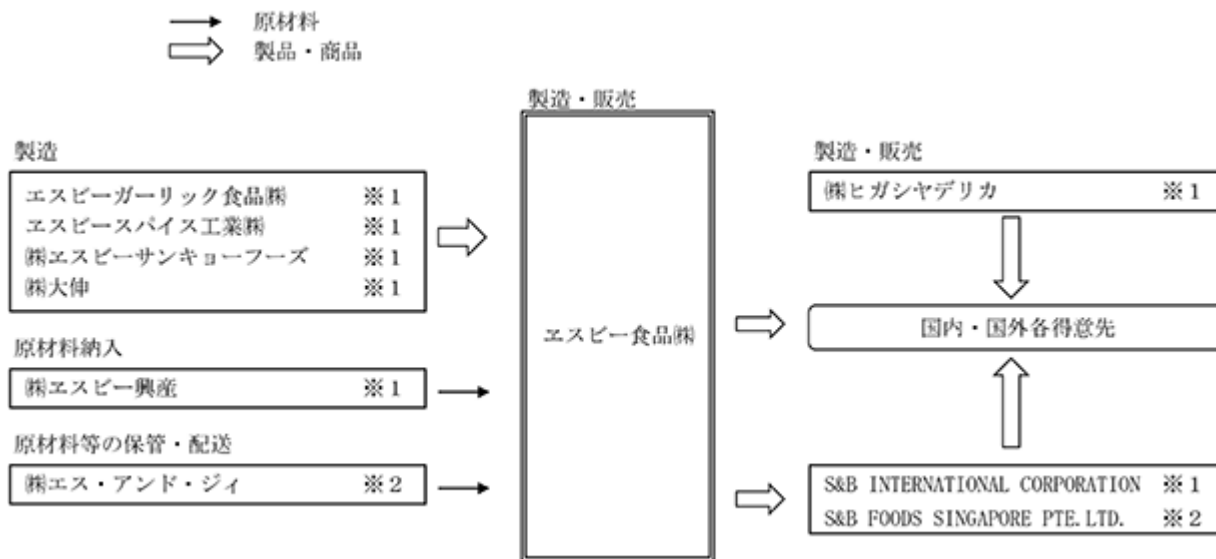 原材料
製品・商品
製造・販売
製造
エスビーガーリック食品㈱ ※1
ヱスビースパイス工業㈱ ※1
㈱ヱスビーサンキョーフーズ ※1
㈱大伸 ※1
原材料納入
㈱ヱスビー興産 ※1
原材料等の保管・配送
㈱エス・アンド・ジィ ※2
ヱスビー食品㈱
製造・販売
㈱ヒガシヤデリカ ※1
国内・国外各得意先
S&B INTERNATIONAL CORPORATION ※1
S&B FOODS SINGAPORE PTE.LTD. ※2